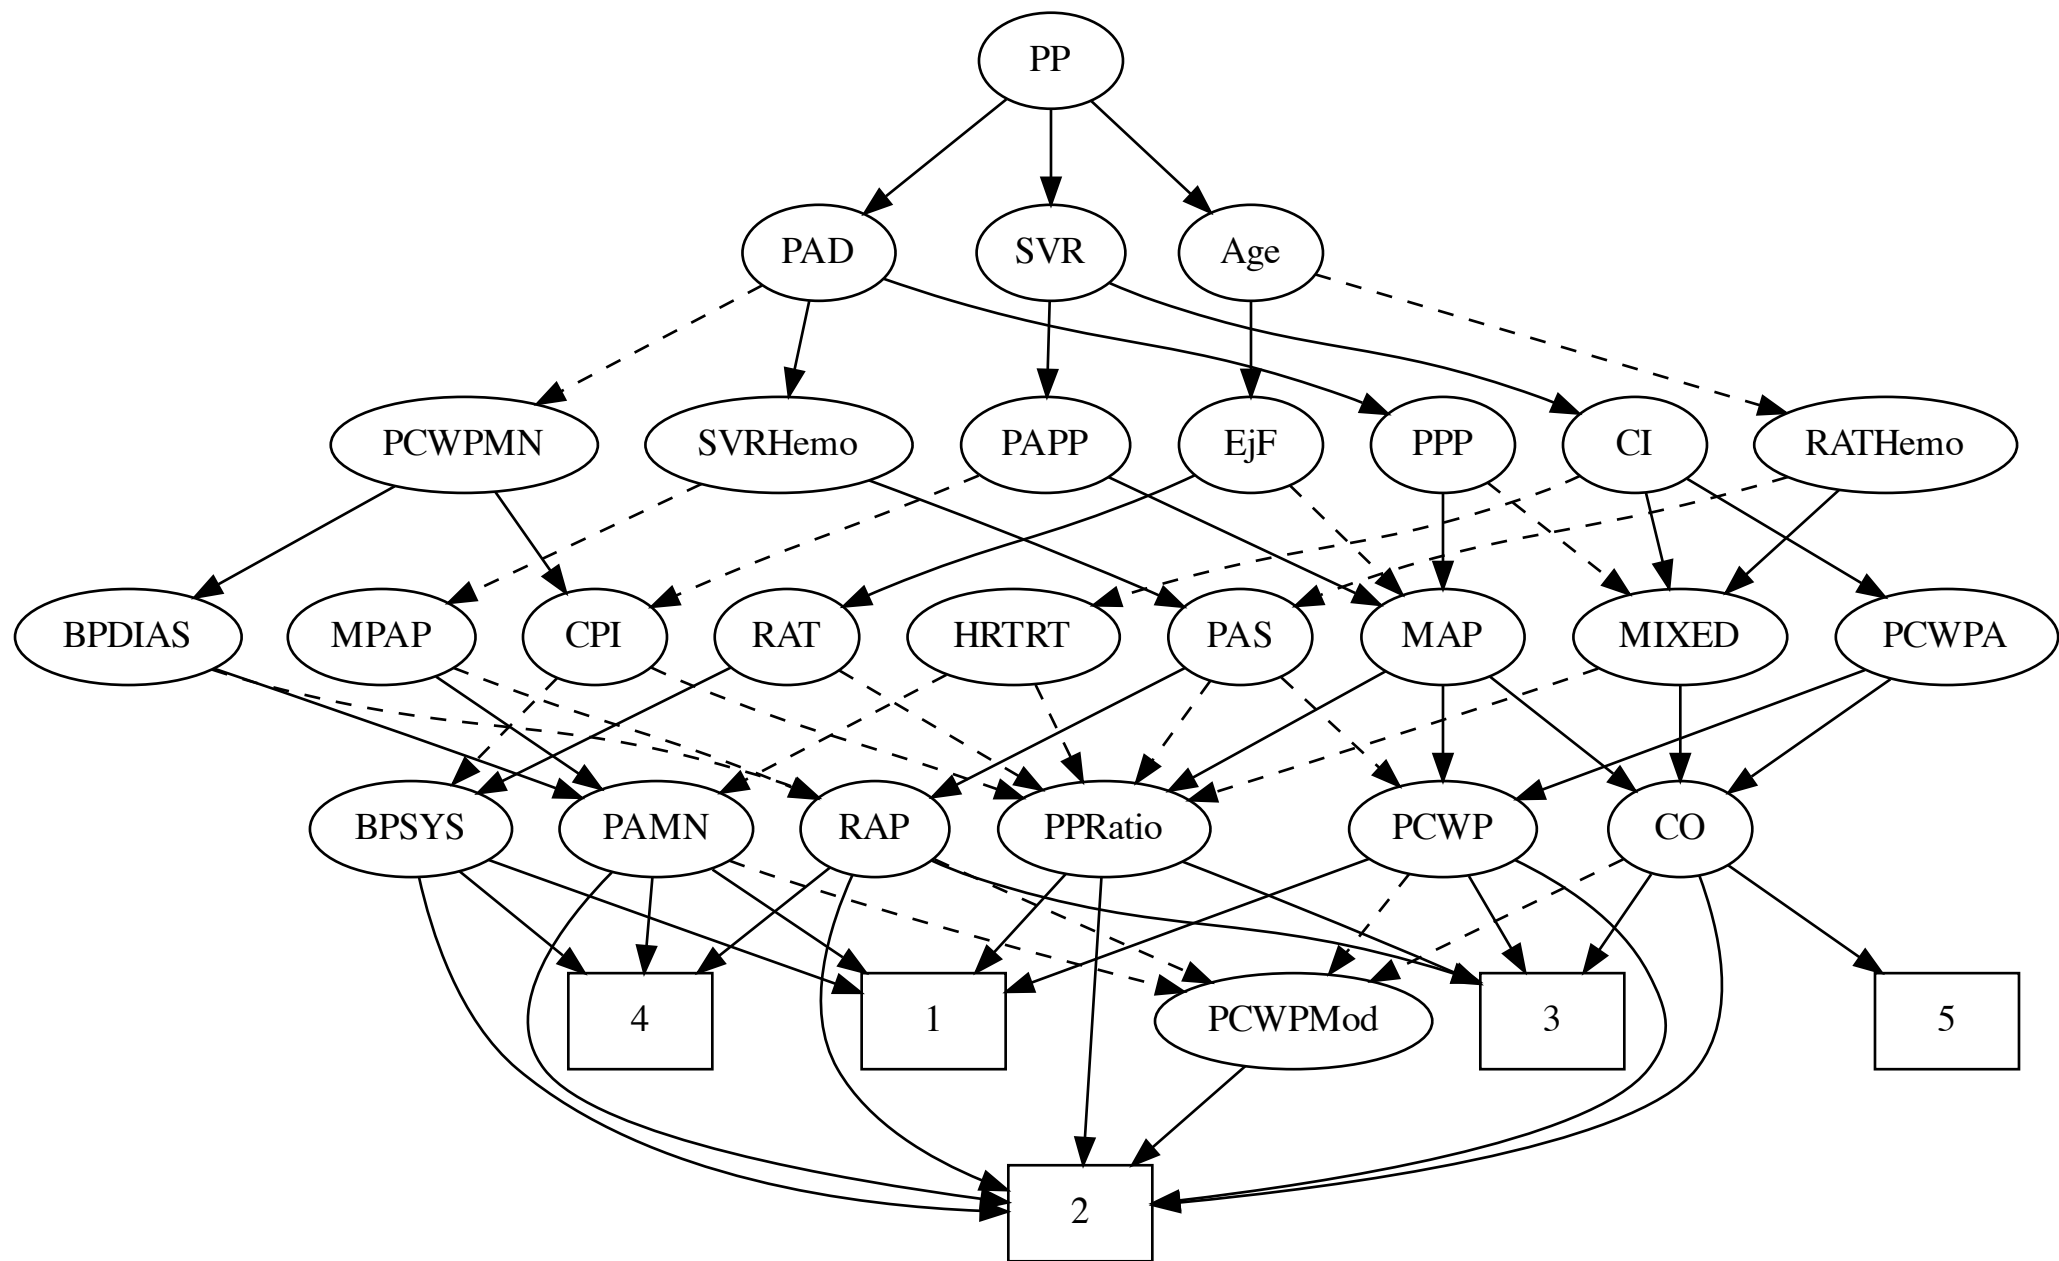 PP
PAD SVR Age
PCWPMN SVRHemo PAPP EjF PPP CI RATHemo
BPDIAS MPAP CPI RAT HRTRT PAS MAP MIXED PCWPA
BPSYS PAMN RAP PPRatio PCWP CO
4 1 PCWPMod 3 5
2